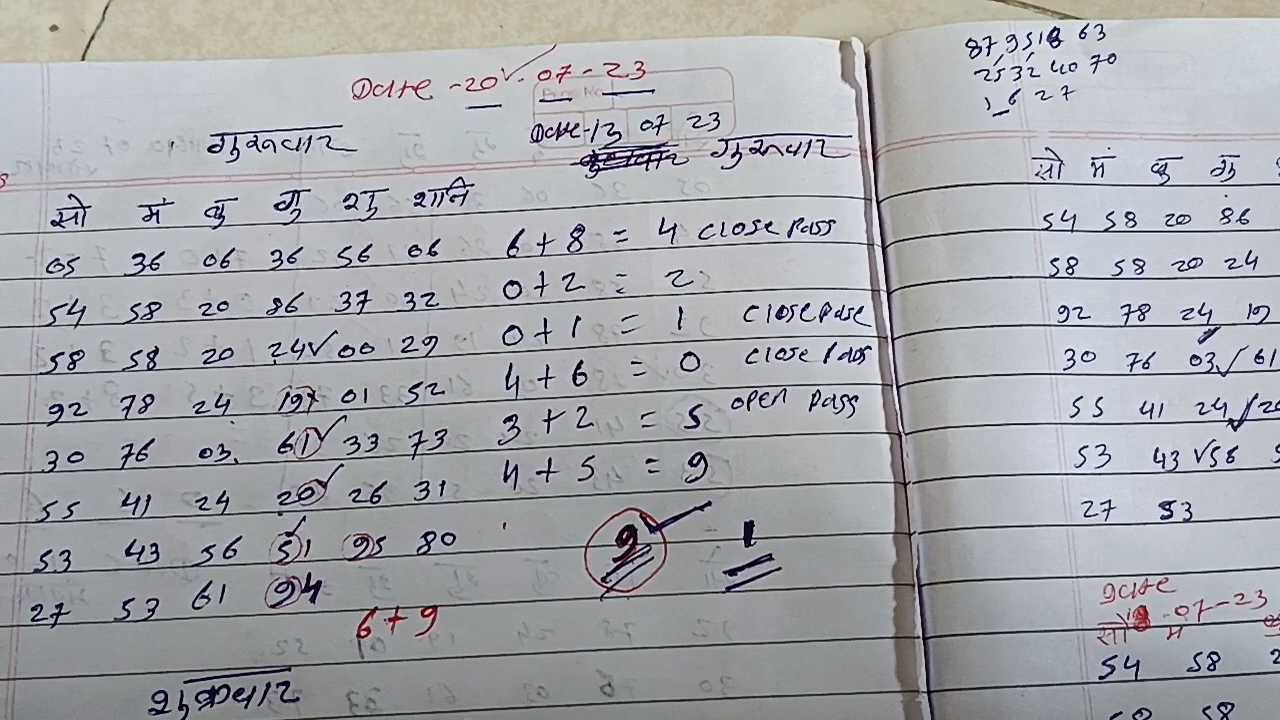 Date - 20 - 07 - 23
गुरूवार
Date - 13 07 23
गुरूवार
सो मं बु गु शु शनि
05 36 06 36 56 06 6 + 8 = 4 close pass
54 58 20 86 37 32 0 + 2 = 2
58 58 20 24 00 29 0 + 1 = 1 close pase
92 78 24 19 01 52 4 + 6 = 0 close pass
30 76 03. 61 33 73 3 + 2 = 5 open pass
55 41 24 20 26 31 4 + 5 = 9
53 43 56 51 95 80
9 1
27 53 61 94
6 + 9
शुक्रवार
87 95 18 63
25 32 40 70
16 27
सो मं बु गु
54 58 20 86
58 58 20 24
92 78 24 19
30 76 03 61
55 41 24 20
53 43 56 5
27 53
Date
07 - 23
सो मं
54 58 2
58